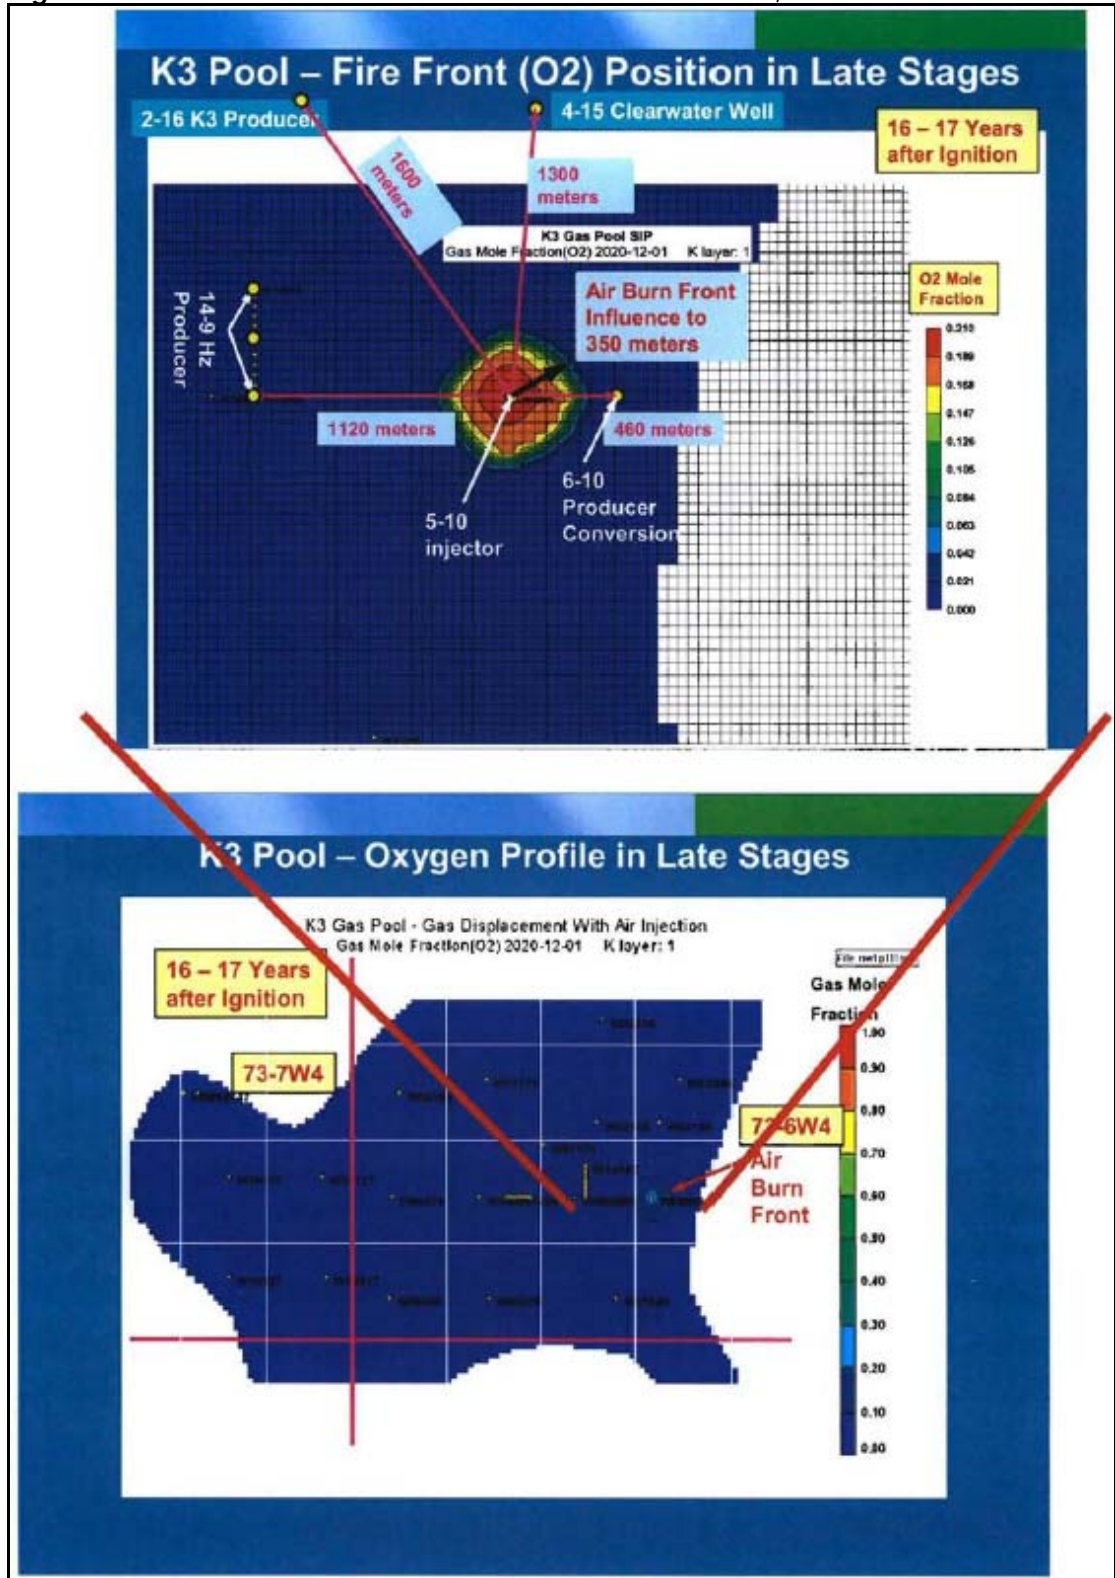 K3 Pool – Fire Front (O2) Position in Late Stages
2-16 K3 Producer
4-15 Clearwater Well
16 – 17 Years
after Ignition
1600
meters
1300
meters
K3 Gas Pool SIP
Gas Mole Fraction(O2) 2020-12-01 K layer: 1
Air Burn Front
Influence to
350 meters
O2 Mole
Fraction
0.210
0.189
0.168
0.147
0.126
0.105
0.084
0.063
0.042
0.021
0.000
14-9 Hz
Producer
1120 meters
460 meters
5-10
injector
6-10
Producer
Conversion
K3 Pool – Oxygen Profile in Late Stages
K3 Gas Pool - Gas Displacement With Air Injection
Gas Mole Fraction(O2) 2020-12-01 K layer: 1
16 – 17 Years
after Ignition
Gas Mole
Fraction
1.00
0.90
0.80
0.70
0.60
0.50
0.40
0.30
0.20
0.10
0.00
73-7W4
73-6W4
Air
Burn
Front